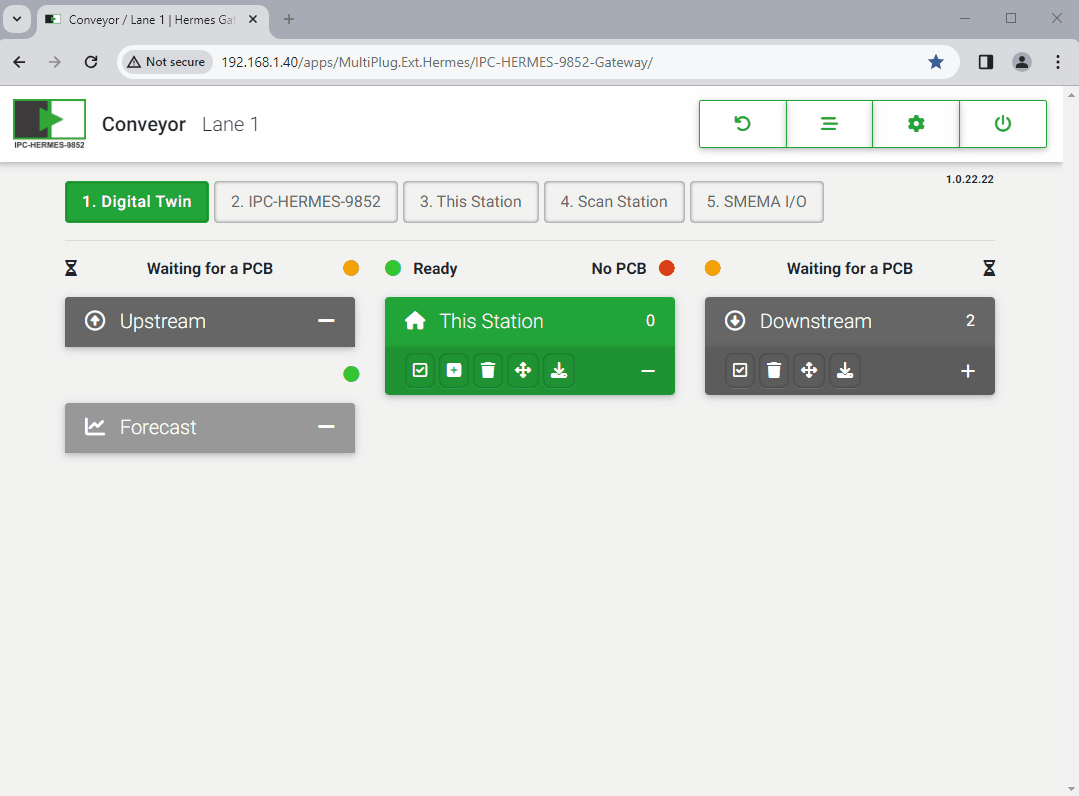 Conveyor / Lane 1 | Hermes Gat
Not secure 192.168.1.40/apps/MultiPlug.Ext.Hermes/IPC-HERMES-9852-Gateway/
IPC-HERMES-9852
Conveyor Lane 1
1.0.22.22
1. Digital Twin 2. IPC-HERMES-9852 3. This Station 4. Scan Station 5. SMEMA I/O
Waiting for a PCB Ready No PCB Waiting for a PCB
Upstream This Station 0 Downstream 2
Forecast